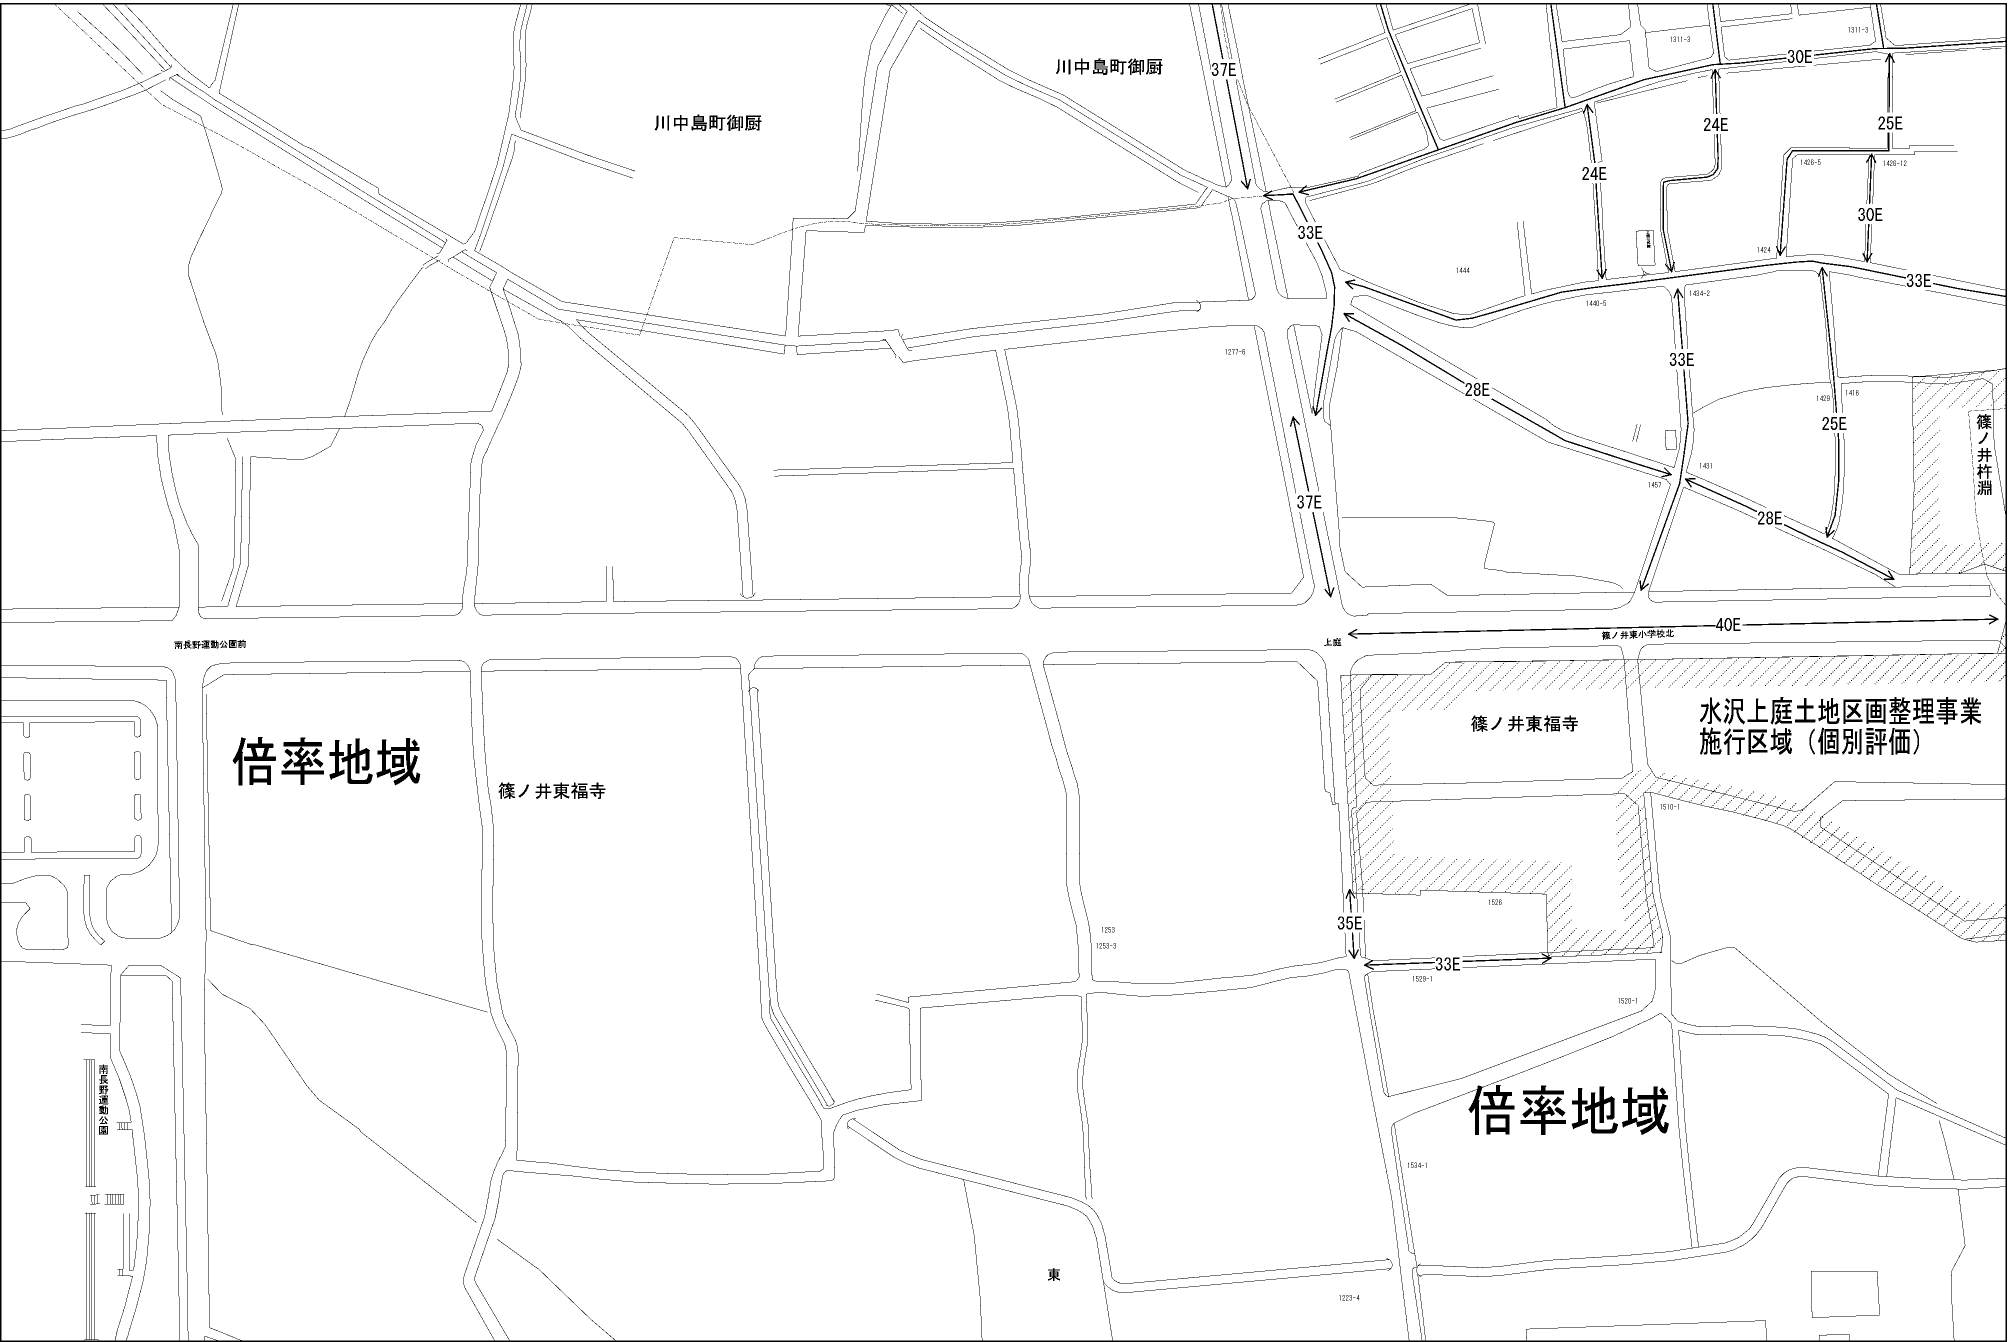 1311-3
1311-3
30E
川中島町御厨
37E
川中島町御厨
24E
25E
24E
1426-5
1426-12
30E
33E
1424
1444
33E
1440-5
1434-2
1277-6
33E
28E
1429
1416
25E
篠ノ井杵淵
1431
1457
37E
28E
40E
篠ノ井東小学校北
上庭
南長野運動公園前
水沢上庭土地区画整理事業
施行区域（個別評価）
篠ノ井東福寺
倍率地域
篠ノ井東福寺
1510-1
1526
35E
1253
1253-3
33E
1529-1
1520-1
南長野運動公園
倍率地域
1534-1
東
1223-4